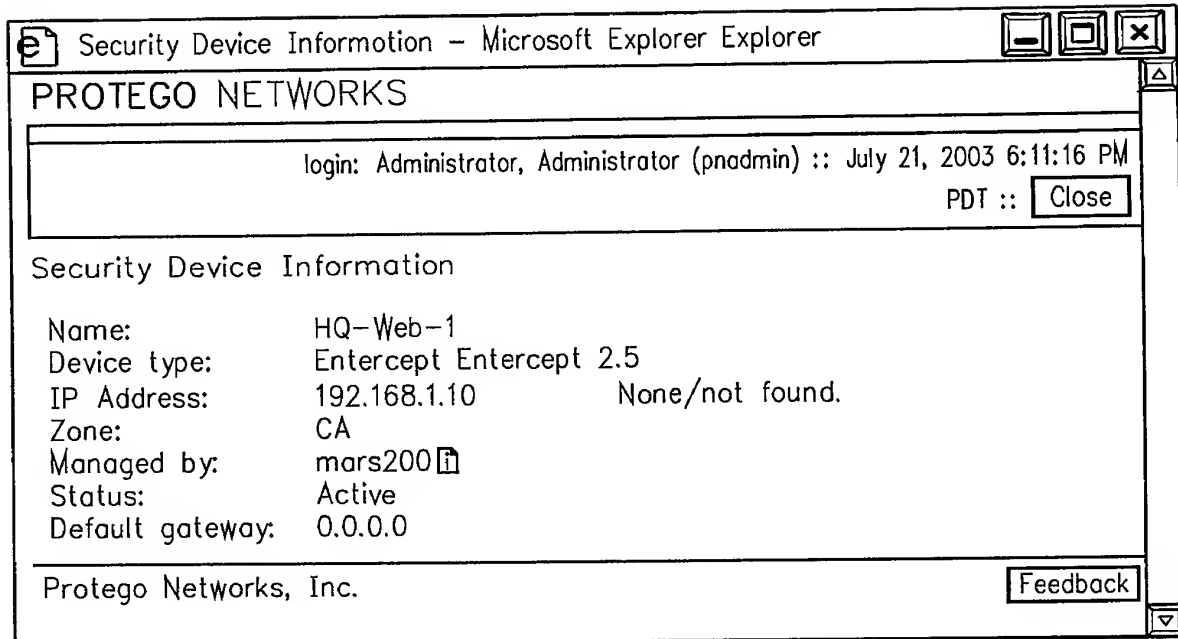 Security Device Informotion – Microsoft Explorer Explorer
PROTEGO NETWORKS
login: Administrator, Administrator (pnadmin) :: July 21, 2003 6:11:16 PM
PDT :: Close
Security Device Information
Name: HQ–Web–1
Device type: Entercept Entercept 2.5
IP Address: 192.168.1.10 None/not found.
Zone: CA
Managed by: mars200 i
Status: Active
Default gateway: 0.0.0.0
Protego Networks, Inc. Feedback